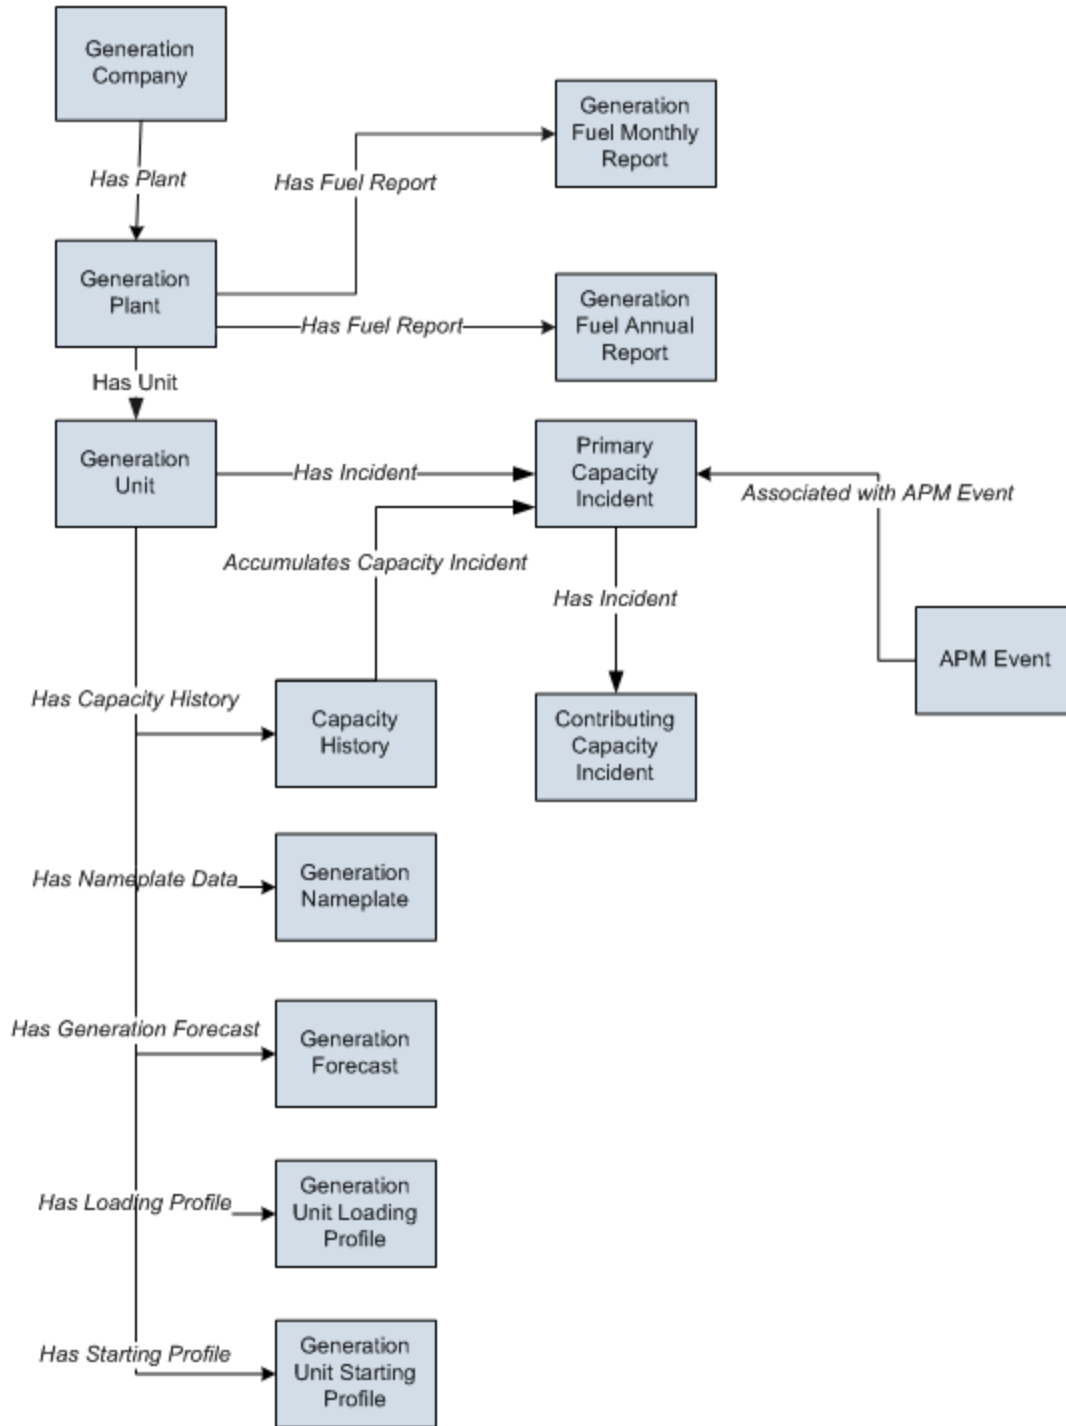 Generation
Company
Has Plant
Generation
Fuel Monthly
Report
Has Fuel Report
Generation
Plant
Has Fuel Report
Generation
Fuel Annual
Report
Has Unit
Generation
Unit
Has Incident
Primary
Capacity
Incident
Associated with APM Event
Accumulates Capacity Incident
Has Incident
APM Event
Has Capacity History
Capacity
History
Contributing
Capacity
Incident
Has Nameplate Data
Generation
Nameplate
Has Generation Forecast
Generation
Forecast
Has Loading Profile
Generation
Unit Loading
Profile
Has Starting Profile
Generation
Unit Starting
Profile